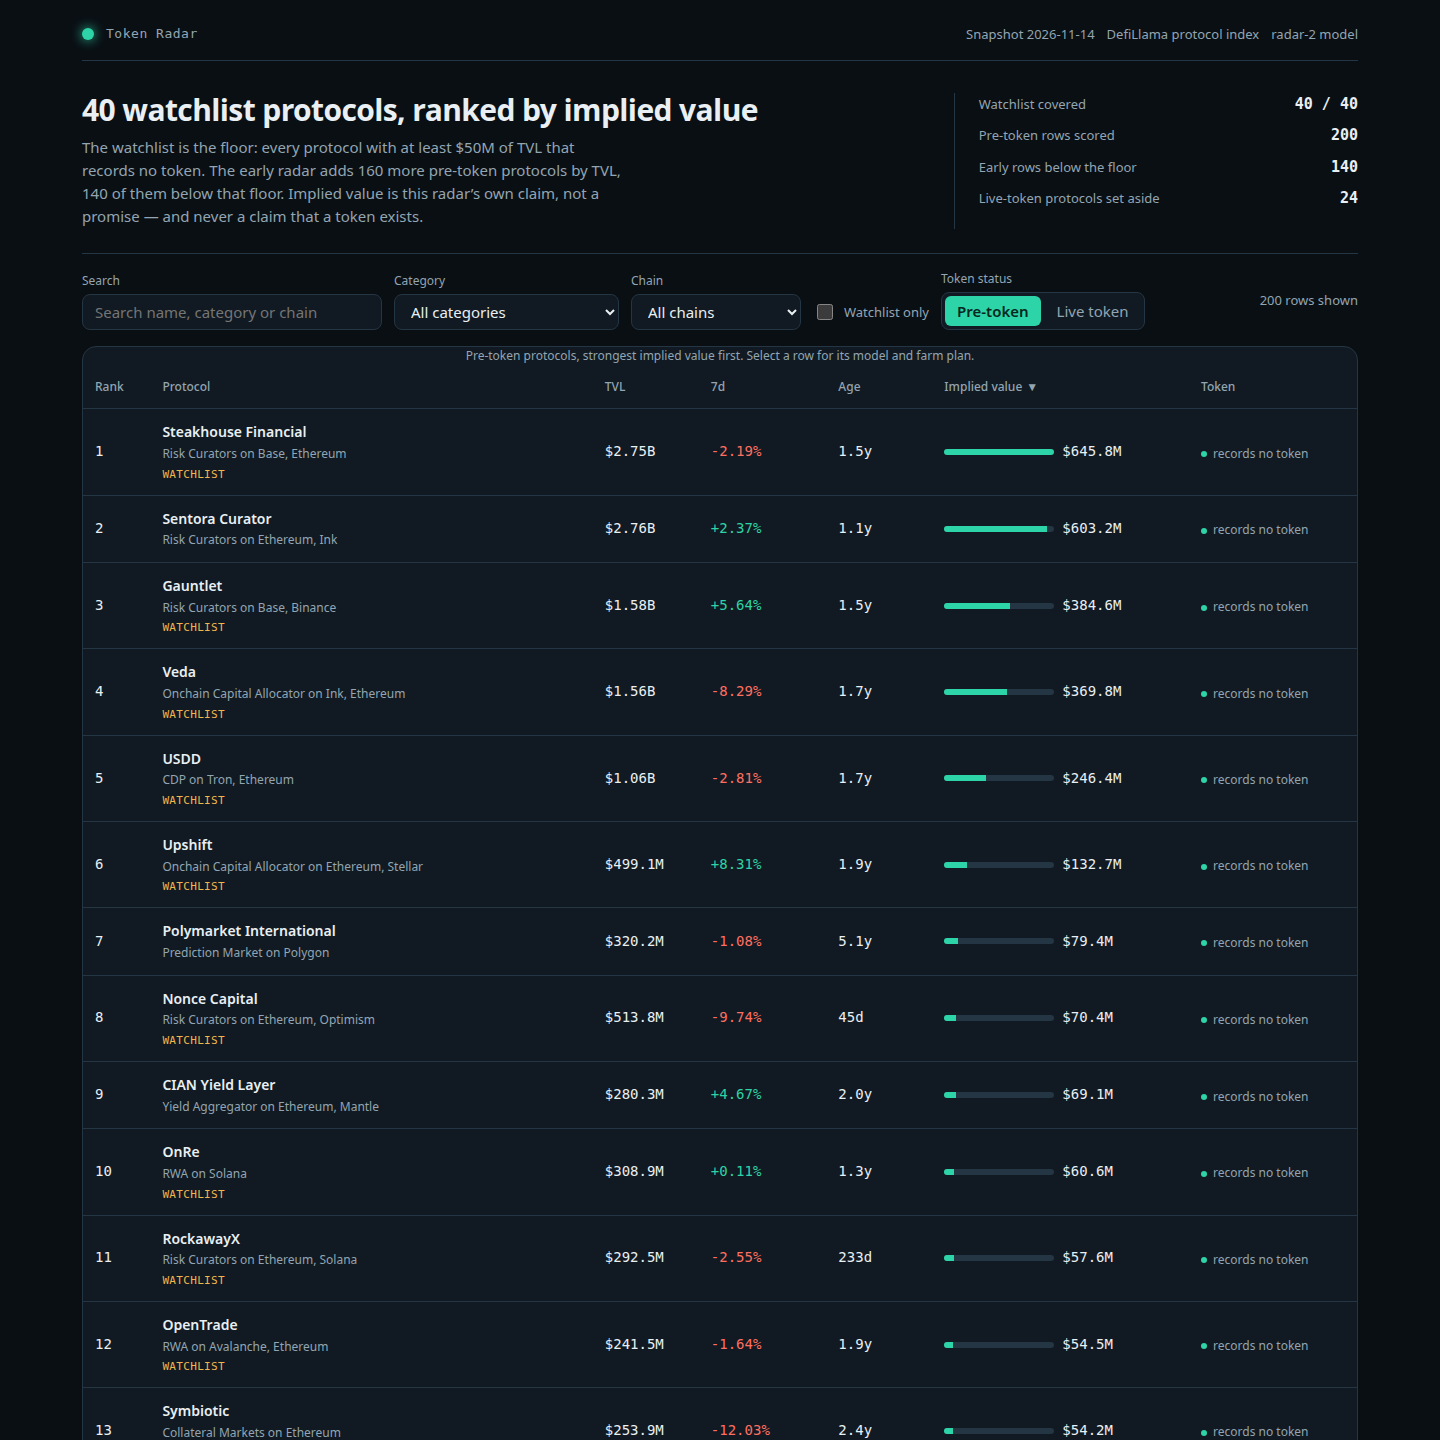 Token Radar
Snapshot 2026-11-14 DefiLlama protocol index radar-2 model
40 watchlist protocols, ranked by implied value
The watchlist is the floor: every protocol with at least $50M of TVL that
records no token. The early radar adds 160 more pre-token protocols by TVL,
140 of them below that floor. Implied value is this radar's own claim, not a
promise — and never a claim that a token exists.
Watchlist covered 40 / 40
Pre-token rows scored 200
Early rows below the floor 140
Live-token protocols set aside 24
Search
Search name, category or chain
Category
All categories
Chain
All chains
Watchlist only
Token status
Pre-token Live token
200 rows shown
Pre-token protocols, strongest implied value first. Select a row for its model and farm plan.
Rank Protocol TVL 7d Age Implied value ▼ Token
Steakhouse Financial
1 Risk Curators on Base, Ethereum $2.75B -2.19% 1.5y $645.8M records no token
WATCHLIST
Sentora Curator
2 Risk Curators on Ethereum, Ink $2.76B +2.37% 1.1y $603.2M records no token
Gauntlet
3 Risk Curators on Base, Binance $1.58B +5.64% 1.5y $384.6M records no token
WATCHLIST
Veda
4 Onchain Capital Allocator on Ink, Ethereum $1.56B -8.29% 1.7y $369.8M records no token
WATCHLIST
USDD
5 CDP on Tron, Ethereum $1.06B -2.81% 1.7y $246.4M records no token
WATCHLIST
Upshift
6 Onchain Capital Allocator on Ethereum, Stellar $499.1M +8.31% 1.9y $132.7M records no token
WATCHLIST
Polymarket International
7 Prediction Market on Polygon $320.2M -1.08% 5.1y $79.4M records no token
Nonce Capital
8 Risk Curators on Ethereum, Optimism $513.8M -9.74% 45d $70.4M records no token
WATCHLIST
CIAN Yield Layer
9 Yield Aggregator on Ethereum, Mantle $280.3M +4.67% 2.0y $69.1M records no token
OnRe
10 RWA on Solana $308.9M +0.11% 1.3y $60.6M records no token
WATCHLIST
RockawayX
11 Risk Curators on Ethereum, Solana $292.5M -2.55% 233d $57.6M records no token
WATCHLIST
OpenTrade
12 RWA on Avalanche, Ethereum $241.5M -1.64% 1.9y $54.5M records no token
WATCHLIST
Symbiotic
13 Collateral Markets on Ethereum $253.9M -12.03% 2.4y $54.2M records no token